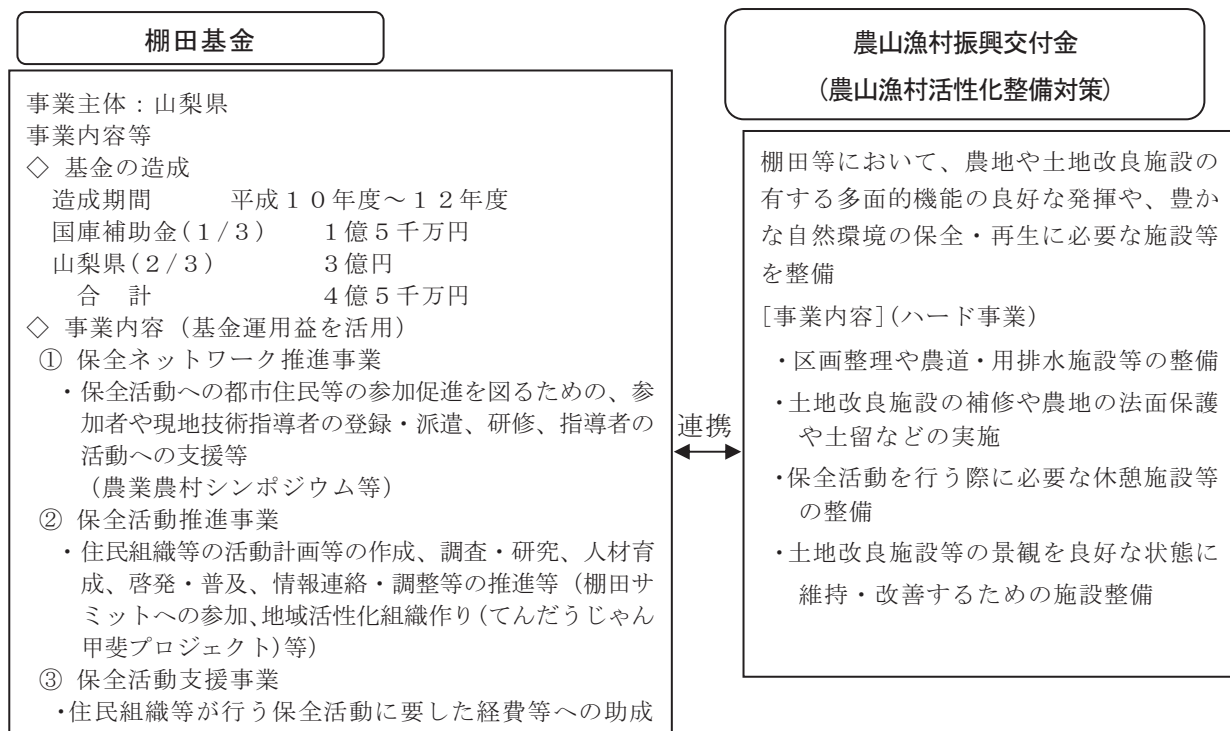 棚田基金
事業主体：山梨県
事業内容等
◇ 基金の造成
造成期間　　平成１０年度～１２年度
国庫補助金(１/３)　　１億５千万円
山梨県(２/３)　　３億円
合　計　　４億５千万円
◇ 事業内容（基金運用益を活用）
① 保全ネットワーク推進事業
・保全活動への都市住民等の参加促進を図るための、参
加者や現地技術指導者の登録・派遣、研修、指導者の
活動への支援等
（農業農村シンポジウム等）
② 保全活動推進事業
・住民組織等の活動計画等の作成、調査・研究、人材育
成、啓発・普及、情報連絡・調整等の推進等（棚田サ
ミットへの参加、地域活性化組織作り(てんだうじゃん
甲斐プロジェクト)等）
③ 保全活動支援事業
・住民組織等が行う保全活動に要した経費等への助成
連携
農山漁村振興交付金
（農山漁村活性化整備対策）
棚田等において、農地や土地改良施設の
有する多面的機能の良好な発揮や、豊か
な自然環境の保全・再生に必要な施設等
を整備
[事業内容](ハード事業)
・区画整理や農道・用排水施設等の整備
・土地改良施設の補修や農地の法面保護
や土留などの実施
・保全活動を行う際に必要な休憩施設等
の整備
・土地改良施設等の景観を良好な状態に
維持・改善するための施設整備